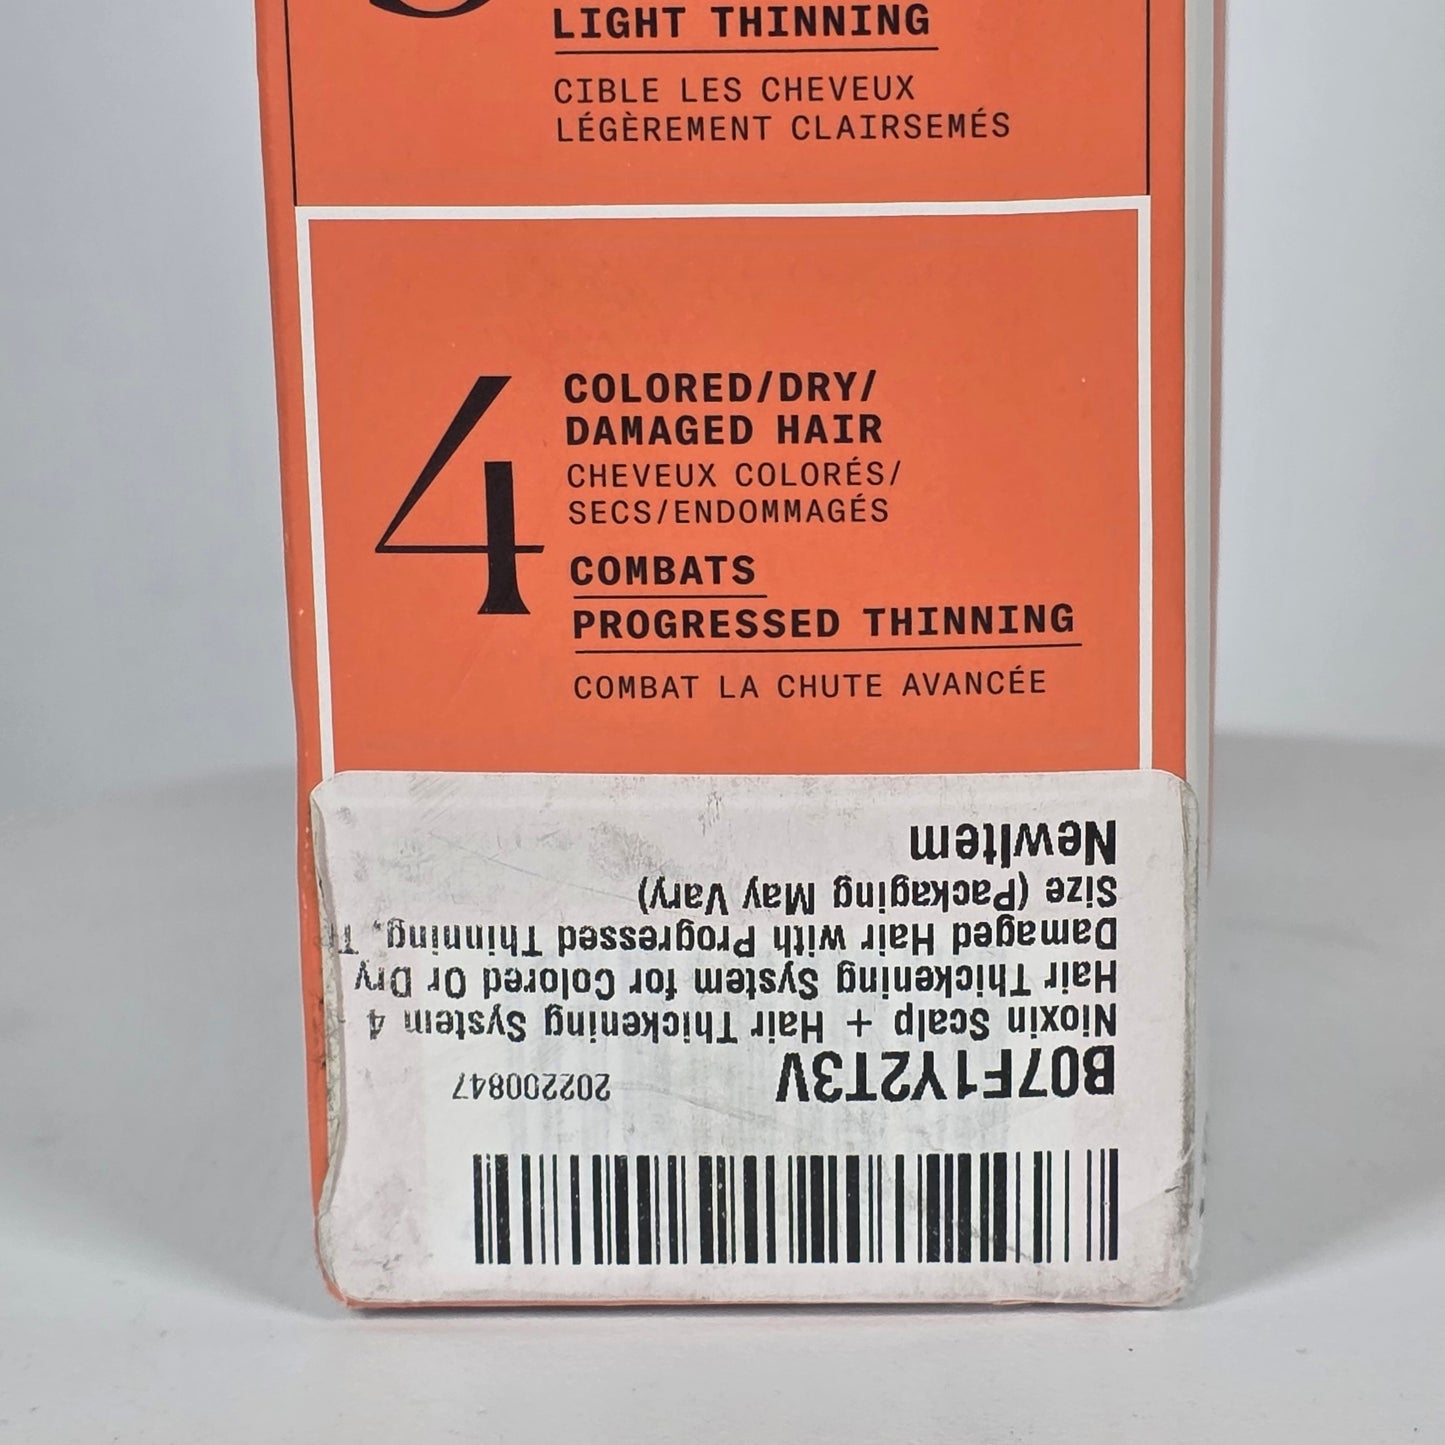 LIGHT THINNING
CIBLE LES CHEVEUX
LÉGÈREMENT CLAIRSEMÉS
4
COLORED/DRY/
DAMAGED HAIR
CHEVEUX COLORÉS/
SECS/ENDOMMAGÉS
COMBATS
PROGRESSED THINNING
COMBAT LA CHUTE AVANCÉE
B07F1Y2T3V 202200847
Nioxin Scalp + Hair Thickening System 4
Hair Thickening System for Colored Or Dry
Damaged Hair with Progressed Thinning,
Size (Packaging May Vary)
NewItem